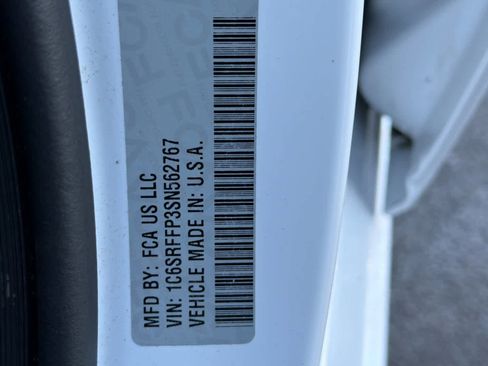 MFD BY: FCA US LLC
VIN: 1C6SRFFP3SN562767
VEHICLE MADE IN: U.S.A.